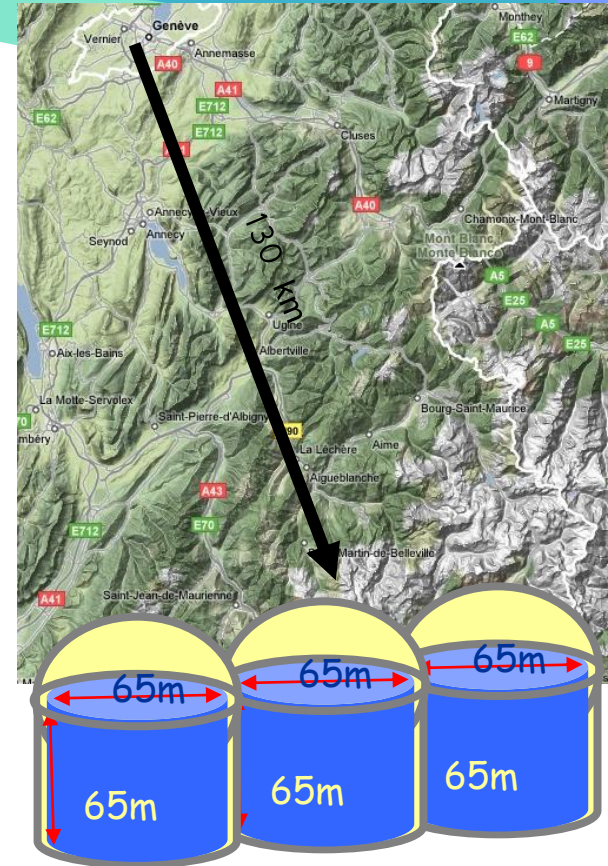 Monthey
Genève
Vernier
Annemasse
E62
A40
9
A41
Martigny
E712
E62
E712
Cluses
A40
Annecy-Vieux
Annecy
Seynod
Chamonix-Mont-Blanc
130 km
Mont Blanc
Monte Bianco
A5
E25
Ugine
A5
E712
E25
Aix-les-Bains
Albertville
La Motte-Servolex
Bourg-Saint-Maurice
Saint-Pierre-d'Albigny
90
Aime
La Léchère
Aigueblanche
A43
E70
E712
Martin-de-Belleville
Saint-Jean-de-Maurienne
A41
65m
65m
65m
65m
65m
65m